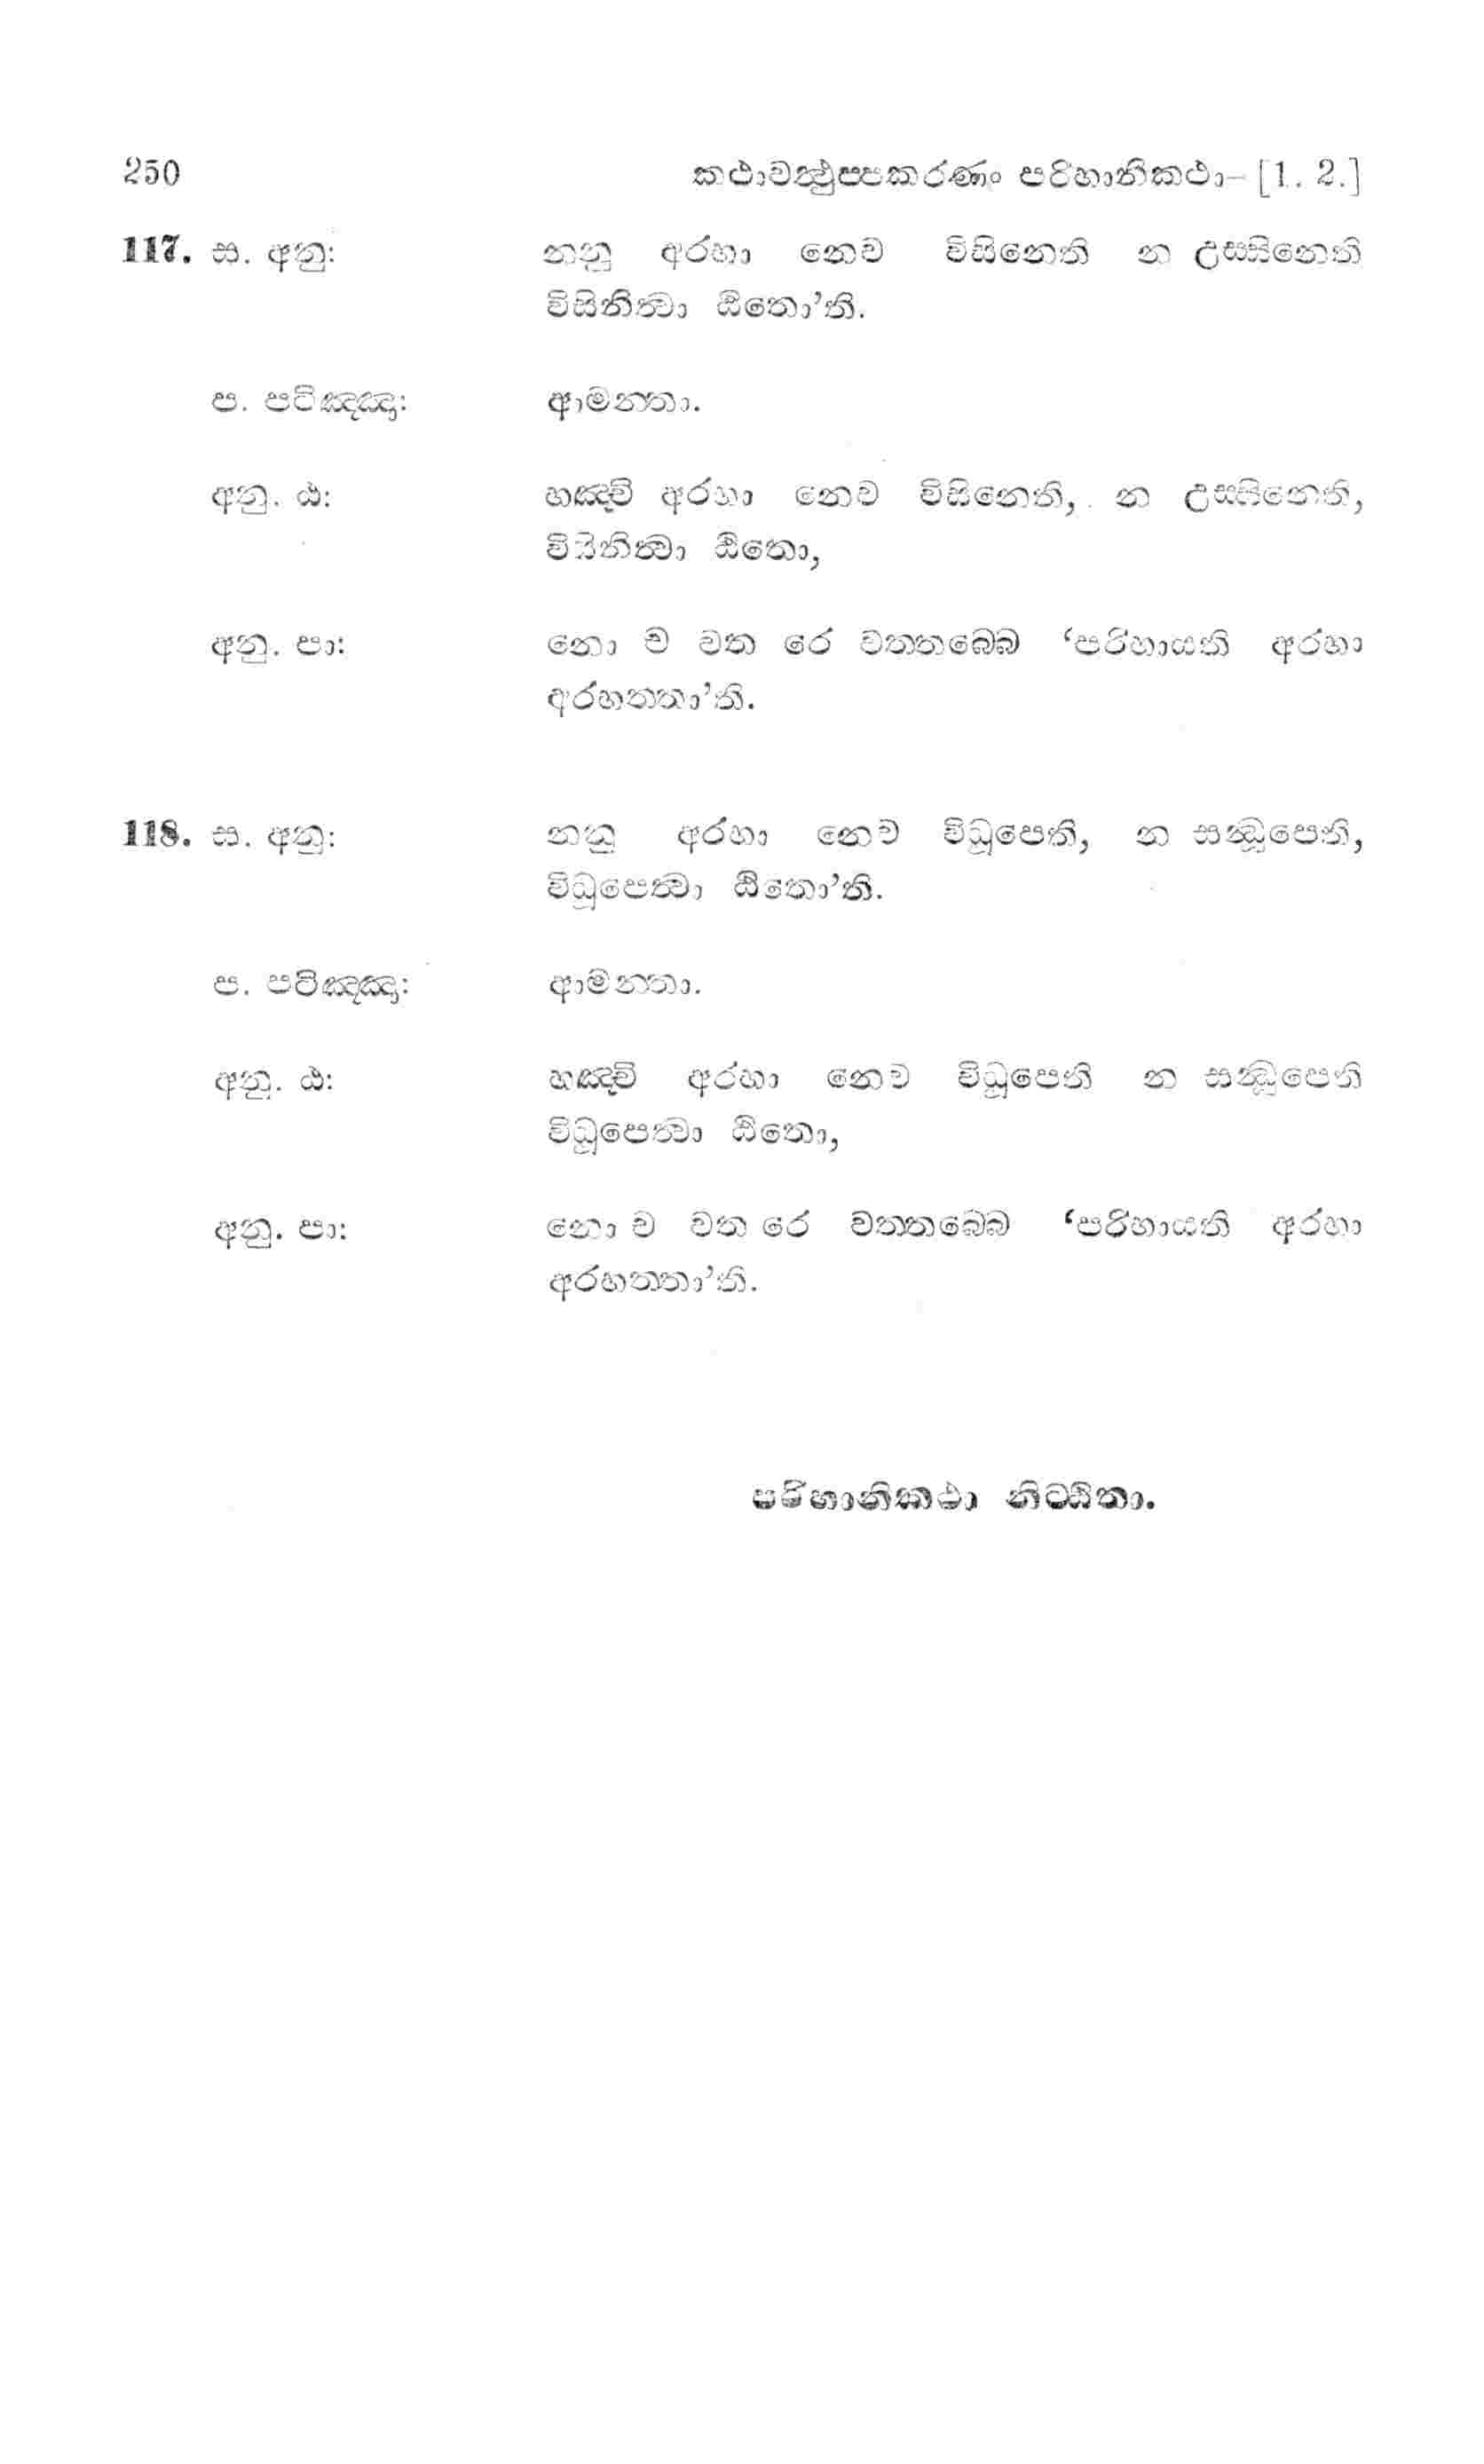 250 කථාවත්‍ථුප්පකරණං පරිහානිකථා– [1. 2.]
117. ස. අනු: නනු අරහා නෙව විසිනෙති න උස්සිනෙති
විසිනිත්‍වා ඨිතො’ති.
ප. පටිඤ්ඤා: ආමන්තා.
අනු. ඨ: හඤ්චි අරහා නෙව විසිනෙති, න උස්සිනෙති,
විසිනිත්‍වා ඨිතො,
අනු. පා: නො ච වත රෙ වත්තබ්බෙ ‘පරිහායති අරහා
අරහත්තා’ති.
118. ස. අනු: නනු අරහා නෙව විධූපෙති, න සන්‍ධූපෙති,
විධූපෙත්‍වා ඨිතො’ති.
ප. පටිඤ්ඤා: ආමන්තා.
අනු. ඨ: හඤ්චි අරහා නෙව විධූපෙති න සන්‍ධූපෙති
විධූපෙත්‍වා ඨිතො,
අනු. පා: නො ච වත රෙ වත්තබ්බෙ ‘පරිහායති අරහා
අරහත්තා’ති.
පරිහානිකථා නිට්ඨිතා.